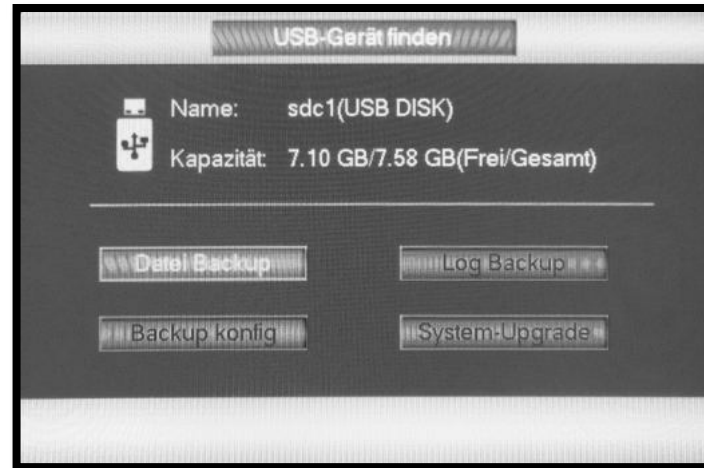 USB-Gerät finden
Name: sdc1(USB DISK)
Kapazität: 7.10 GB/7.58 GB(Frei/Gesamt)
Datei Backup Log Backup
Backup konfig System-Upgrade